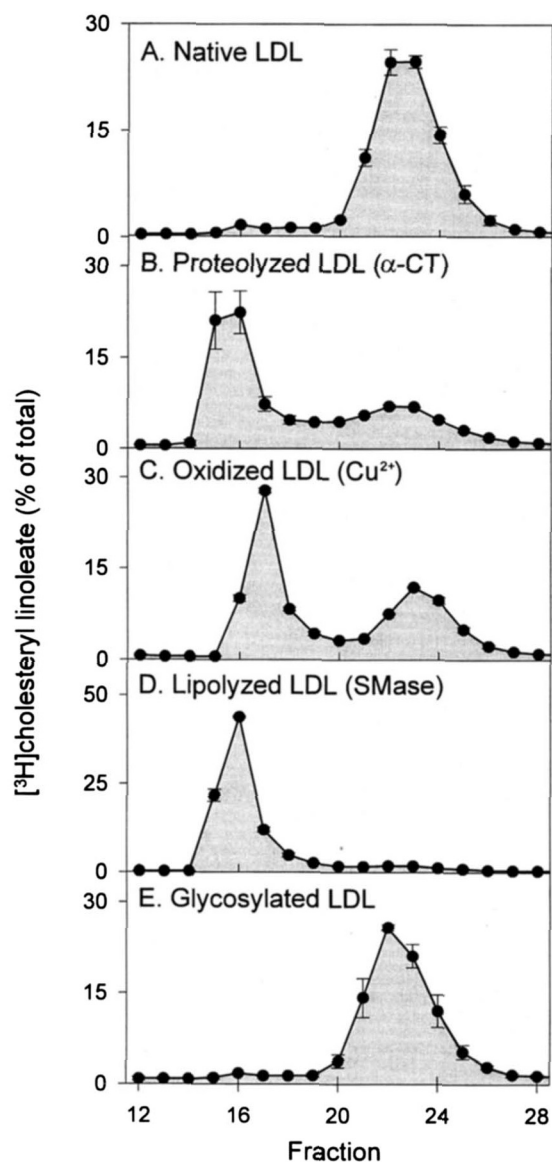 [³H]cholesteryl linoleate (% of total)
A. Native LDL
30
15
0
B. Proteolyzed LDL (α-CT)
30
15
0
C. Oxidized LDL (Cu²⁺)
30
15
0
D. Lipolyzed LDL (SMase)
50
25
0
E. Glycosylated LDL
30
15
0
12 16 20 24 28
Fraction